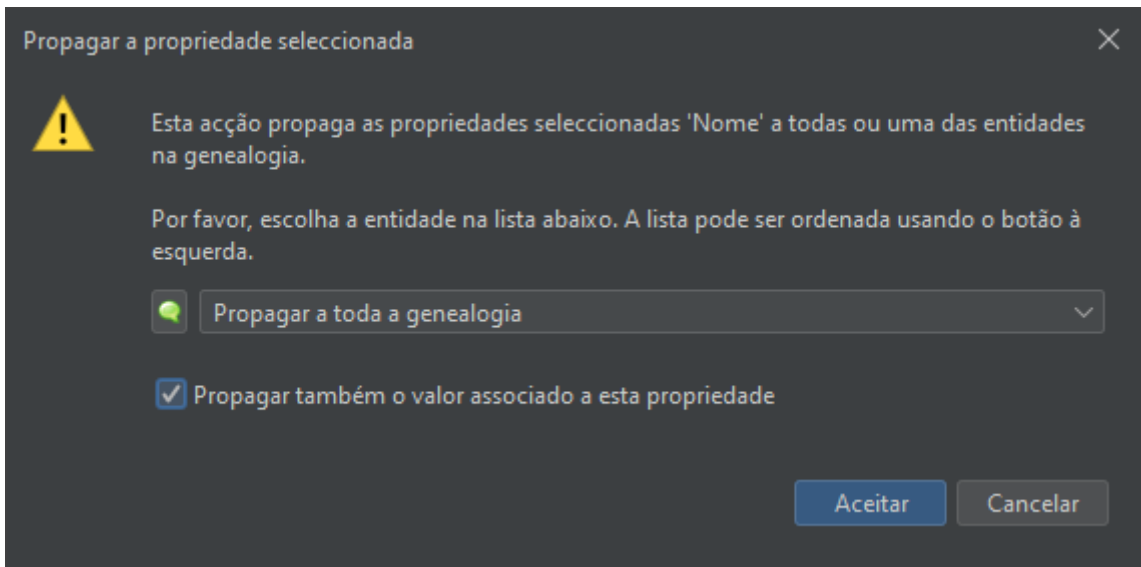 Propagar a propriedade seleccionada
Esta acção propaga as propriedades seleccionadas 'Nome' a todas ou uma das entidades
na genealogia.
Por favor, escolha a entidade na lista abaixo. A lista pode ser ordenada usando o botão à
esquerda.
Propagar a toda a genealogia
Propagar também o valor associado a esta propriedade
Aceitar
Cancelar